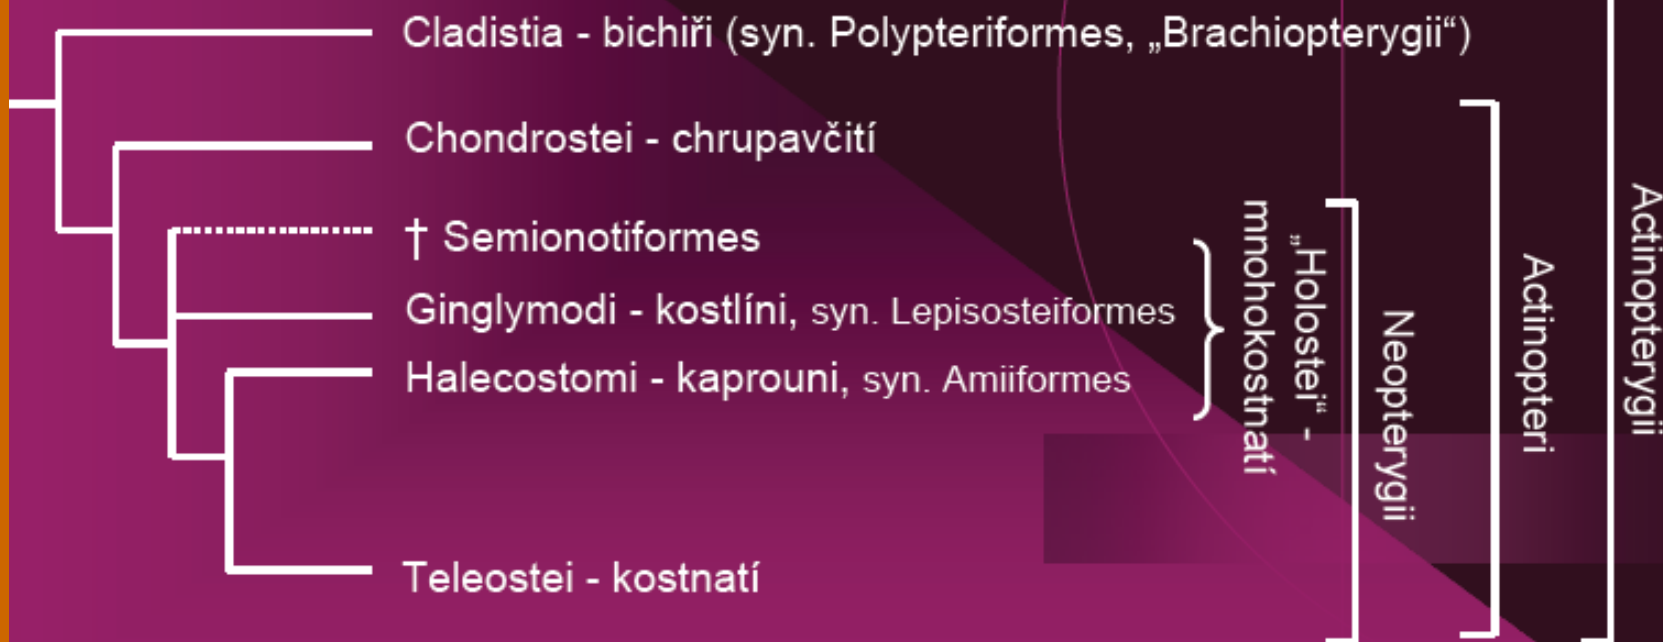 Cladistia - bichiři (syn. Polypteriformes, „Brachiopterygii“)
Chondrostei - chrupavčití
† Semionotiformes
Ginglymodi - kostlíni, syn. Lepisosteiformes
Halecostomi - kaprouni, syn. Amiiformes
Teleostei - kostnatí
„Holostei“ -
mnohokostnatí
Neopterygii
Actinopteri
Actinopterygii